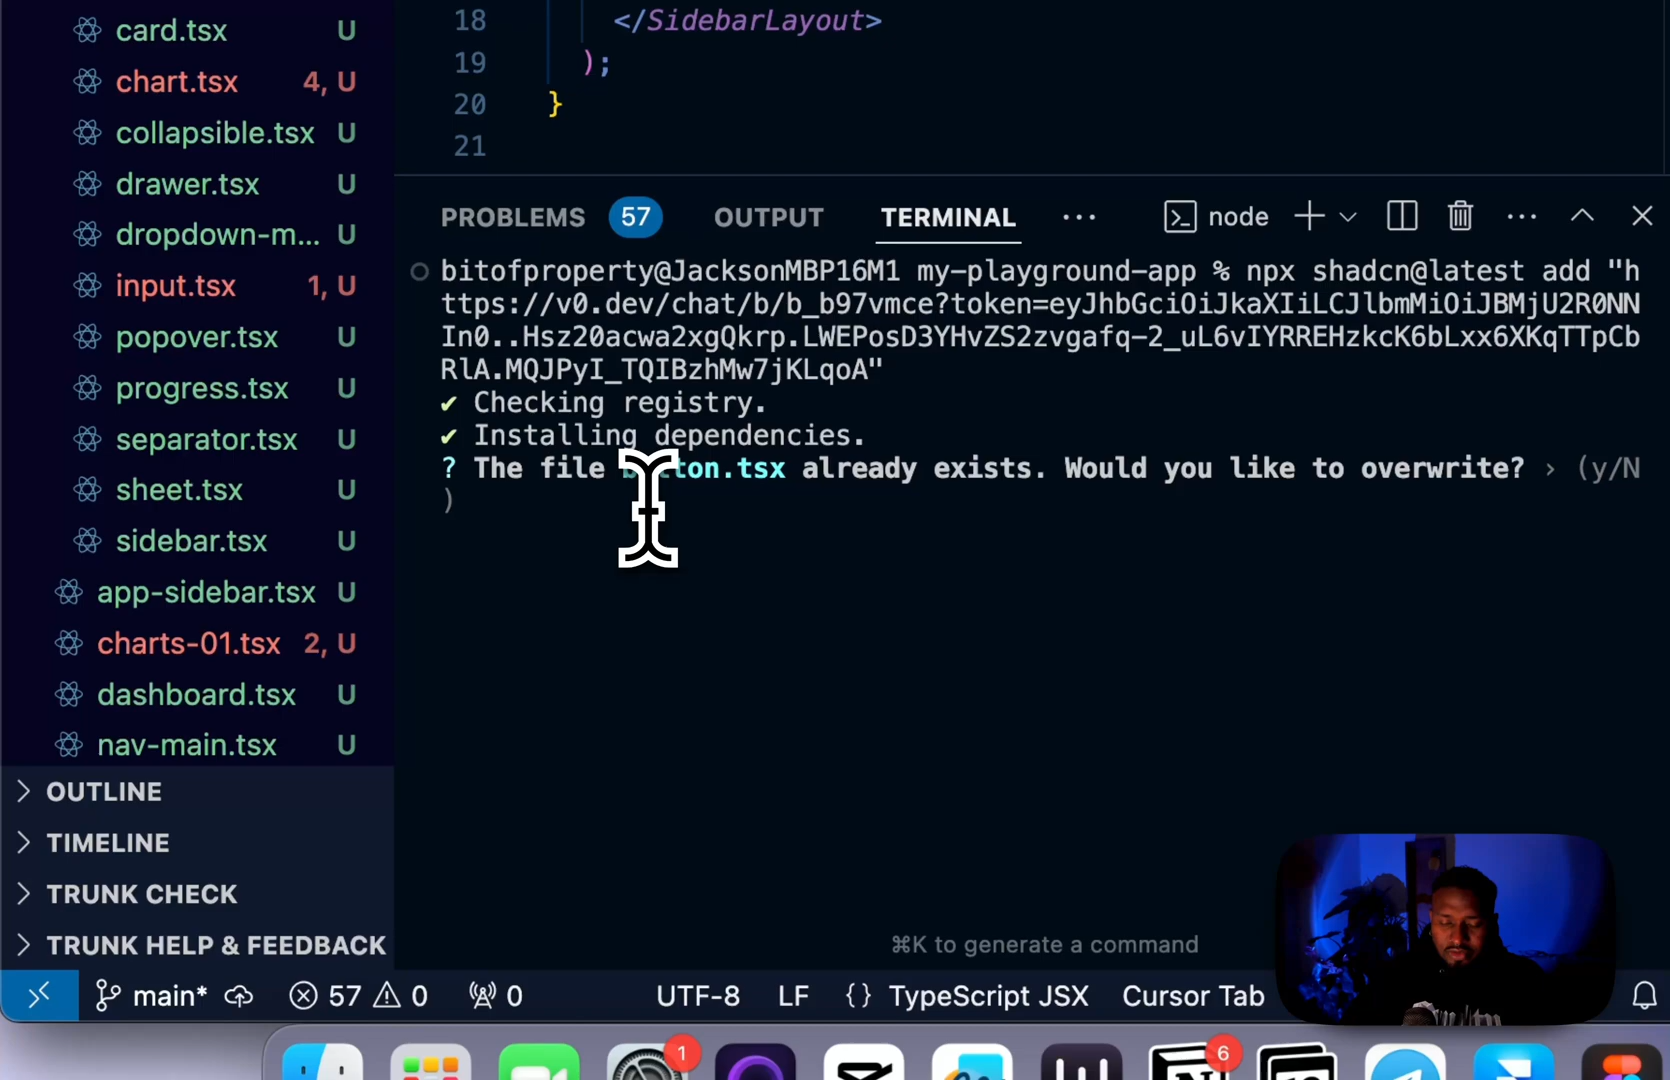 card.tsx U
chart.tsx 4, U
collapsible.tsx U
drawer.tsx U
dropdown-m... U
input.tsx 1, U
popover.tsx U
progress.tsx U
separator.tsx U
sheet.tsx U
sidebar.tsx U
app-sidebar.tsx U
charts-01.tsx 2, U
dashboard.tsx U
nav-main.tsx U
OUTLINE
TIMELINE
TRUNK CHECK
TRUNK HELP & FEEDBACK
18 </SidebarLayout>
19 );
20 }
21
PROBLEMS 57 OUTPUT TERMINAL ... node
bitofproperty@JacksonMBP16M1 my-playground-app % npx shadcn@latest add "h
ttps://v0.dev/chat/b/b_b97vmce?token=eyJhbGciOiJkaXIiLCJlbmMiOiJBMjU2R0NN
In0..Hsz20acwa2xgQkrp.LWEPosD3YHvZS2zvgafq-2_uL6vIYRREHzkcK6bLxx6XKqTTpCb
RlA.MQJPyI_TQIBzhMw7jKLqoA"
✔ Checking registry.
✔ Installing dependencies.
? The file button.tsx already exists. Would you like to overwrite? › (y/N
)
⌘K to generate a command
main* 57 0 0 UTF-8 LF {} TypeScript JSX Cursor Tab
1
6